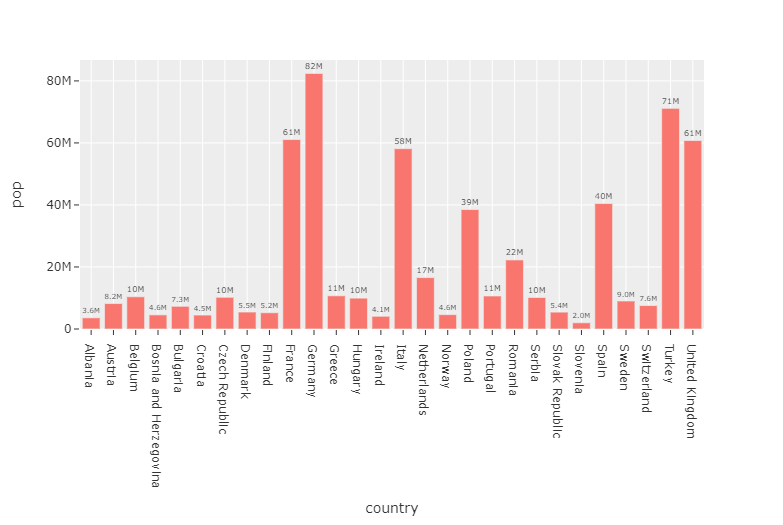 80M
60M
40M
20M
0
pop
3.6M
8.2M
10M
4.6M
7.3M
4.5M
10M
5.5M
5.2M
61M
82M
11M
10M
4.1M
58M
17M
4.6M
39M
11M
22M
10M
5.4M
2.0M
40M
9.0M
7.6M
71M
61M
Albania
Austria
Belgium
Bosnia and Herzegovina
Bulgaria
Croatia
Czech Republic
Denmark
Finland
France
Germany
Greece
Hungary
Ireland
Italy
Netherlands
Norway
Poland
Portugal
Romania
Serbia
Slovak Republic
Slovenia
Spain
Sweden
Switzerland
Turkey
United Kingdom
country